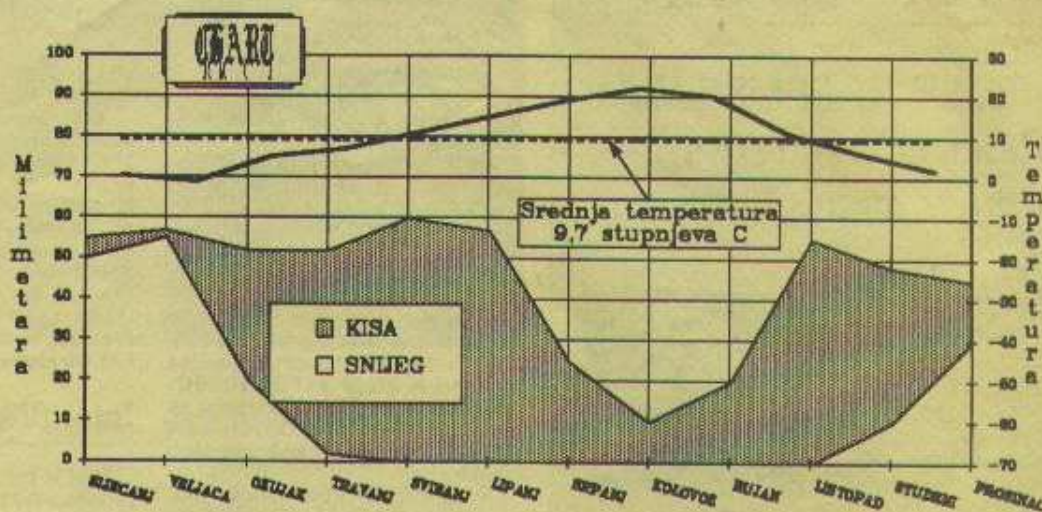 CHART
Milimetara
100
90
80
70
60
50
40
30
20
10
0
30
20
10
0
-10
-20
-30
-40
-50
-60
-70
Temperatura
Srednja temperatura
9,7 stupnjeva C
KISA
SNIJEG
SIJECANJ
VELJACA
OZUJAK
TRAVANJ
SVIBANJ
LIPANJ
SRPANJ
KOLOVOZ
RUJAN
LISTOPAD
STUDENI
PROSINAC